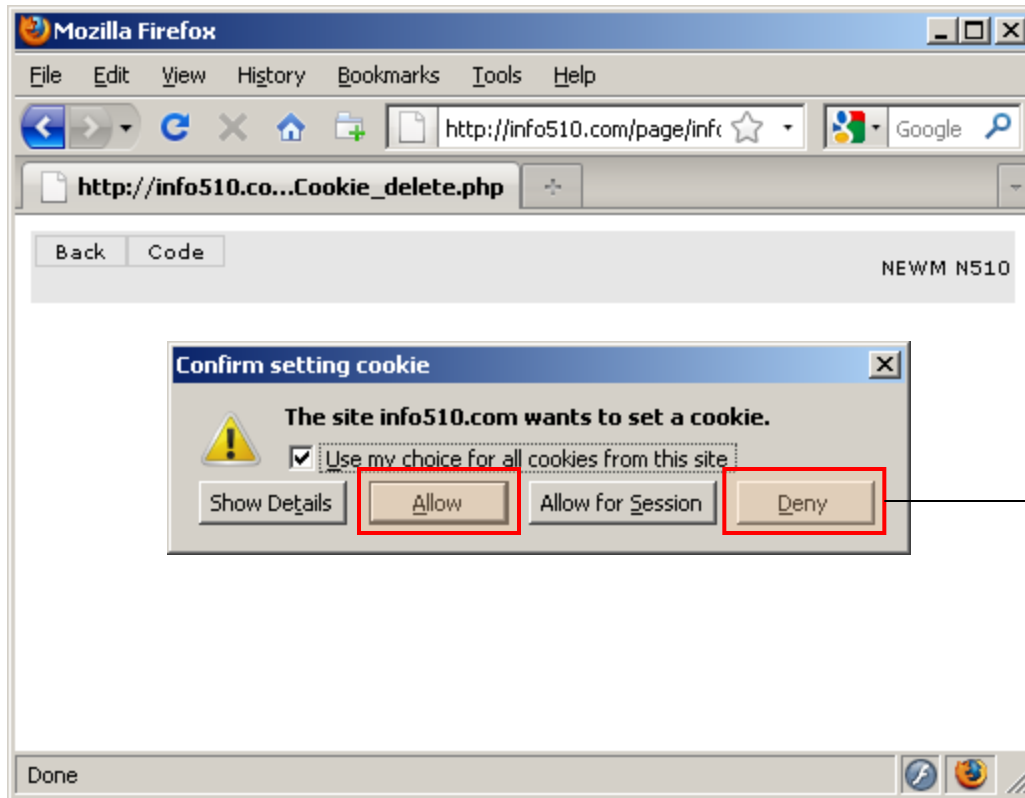 Mozilla Firefox
File Edit View History Bookmarks Tools Help
http://info510.com/page/info Google
http://info510.co...Cookie_delete.php
Back Code
NEWM N510
Confirm setting cookie
The site info510.com wants to set a cookie.
Use my choice for all cookies from this site
Show Details Allow Allow for Session Deny
Done